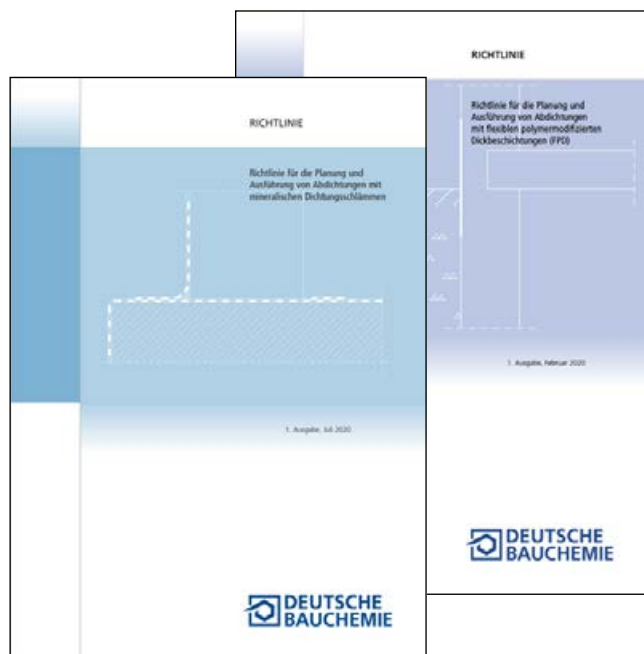 RICHTLINIE
Richtlinie für die Planung und
Ausführung von Abdichtungen mit
mineralischen Dichtungsschlämmen
1. Ausgabe, Juli 2020
DEUTSCHE
BAUCHEMIE
RICHTLINIE
Richtlinie für die Planung und
Ausführung von Abdichtungen
mit flexiblen polymermodifizierten
Dickbeschichtungen (FPD)
1. Ausgabe, Februar 2020
DEUTSCHE
BAUCHEMIE